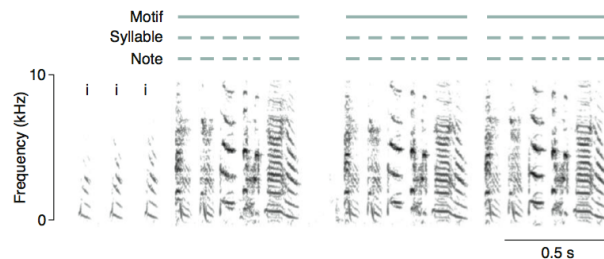 Motif
Syllable
Note
10
i i i
Frequency (kHz)
0
0.5 s